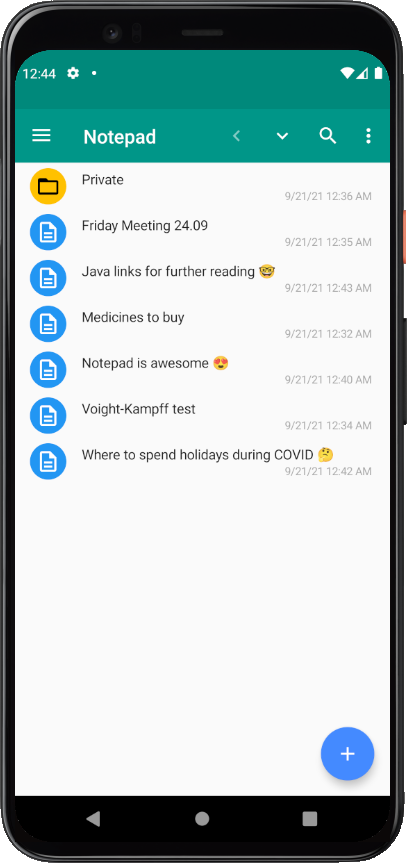 12:44
Notepad
Private
9/21/21 12:36 AM
Friday Meeting 24.09
9/21/21 12:35 AM
Java links for further reading 🤓
9/21/21 12:43 AM
Medicines to buy
9/21/21 12:32 AM
Notepad is awesome 😍
9/21/21 12:40 AM
Voight-Kampff test
9/21/21 12:34 AM
Where to spend holidays during COVID 🤔
9/21/21 12:42 AM